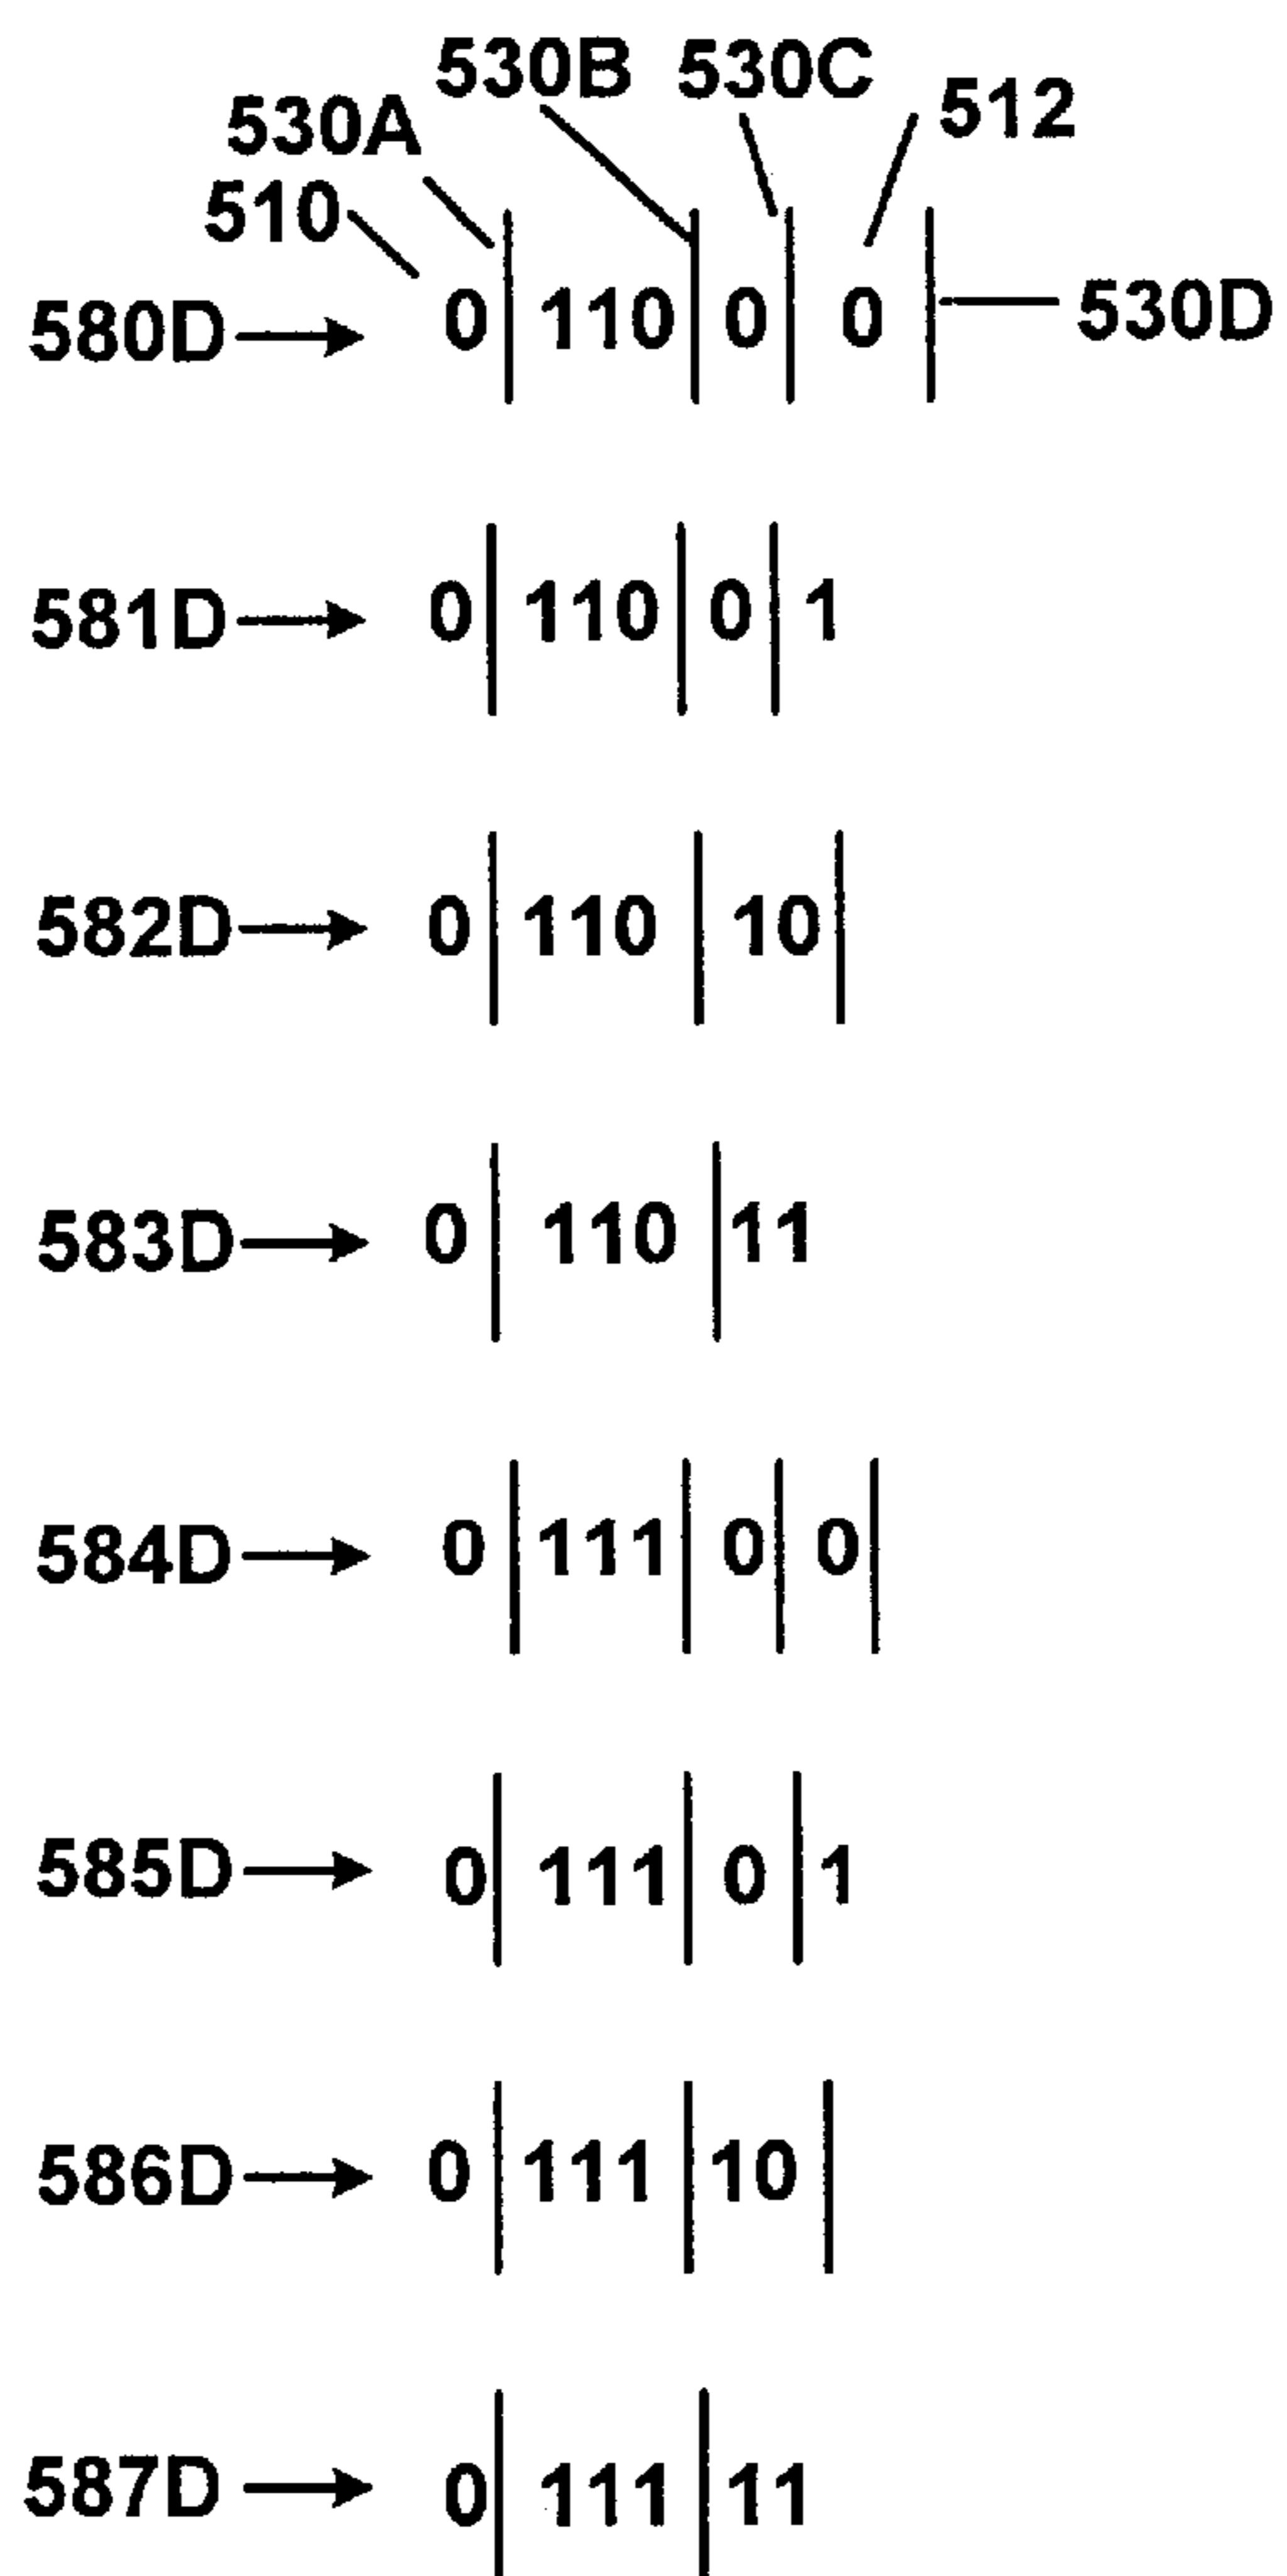 530B 530C
530A 512
510
580D 0 110 0 0 530D
581D 0 110 0 1
582D 0 110 10
583D 0 110 11
584D 0 111 0 0
585D 0 111 0 1
586D 0 111 10
587D 0 111 11